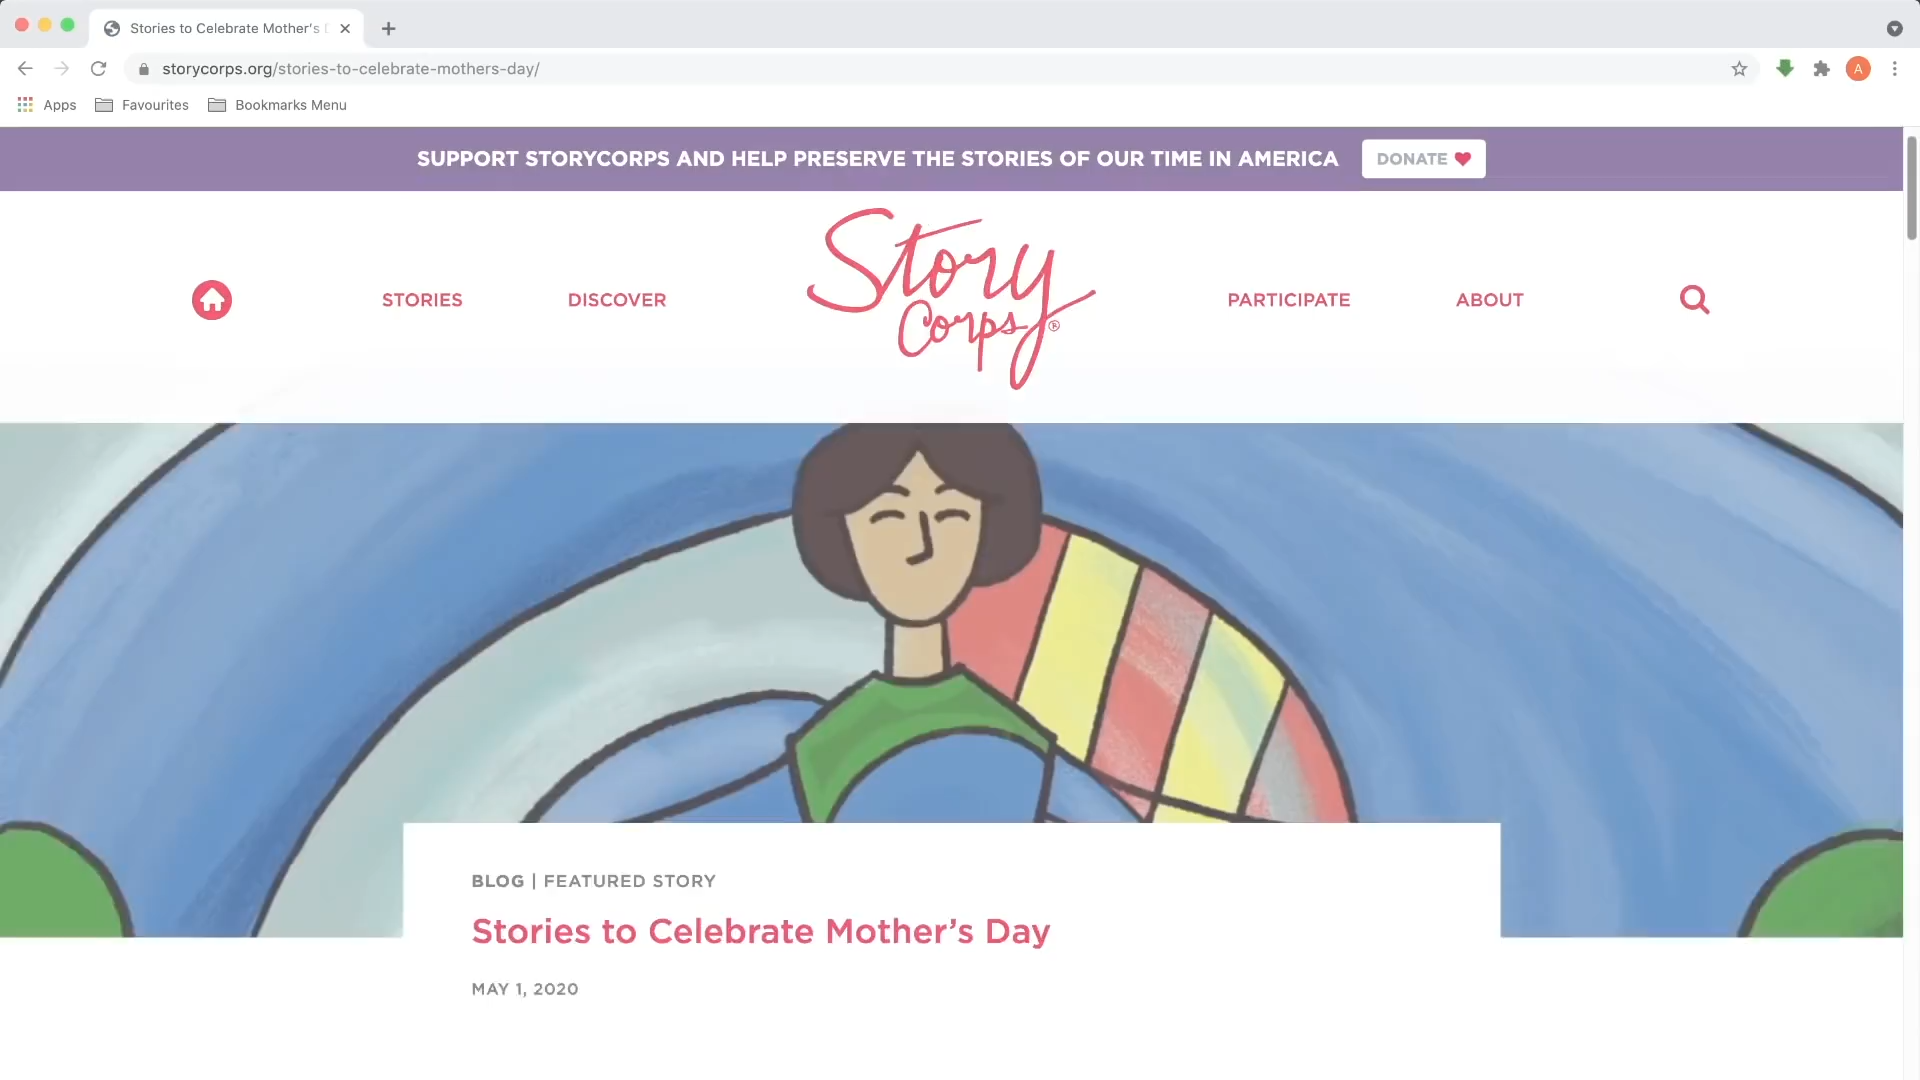 Stories to Celebrate Mother's
storycorps.org/stories-to-celebrate-mothers-day/
A
Apps
Favourites
Bookmarks Menu
SUPPORT STORYCORPS AND HELP PRESERVE THE STORIES OF OUR TIME IN AMERICA
DONATE
STORIES
DISCOVER
Story
Corps®
PARTICIPATE
ABOUT
BLOG | FEATURED STORY
Stories to Celebrate Mother’s Day
MAY 1, 2020